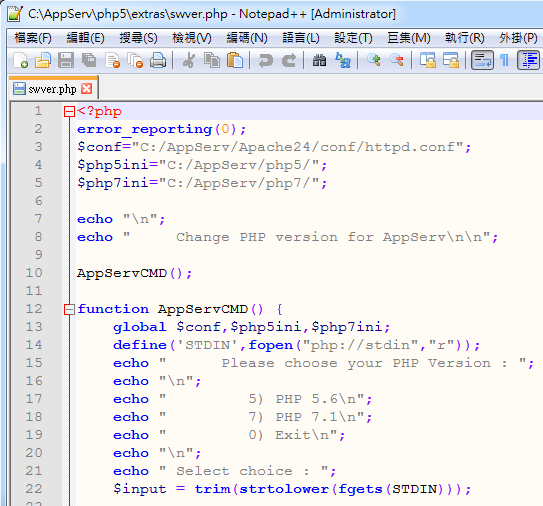 C:\AppServ\php5\extras\swver.php - Notepad++ [Administrator]
檔案(F) 編輯(E) 搜尋(S) 檢視(V) 編碼(N) 語言(L) 設定(T) 巨集(M) 執行(R) 外掛(P)
swver.php
1 <?php
2 error_reporting(0);
3 $conf="C:/AppServ/Apache24/conf/httpd.conf";
4 $php5ini="C:/AppServ/php5/";
5 $php7ini="C:/AppServ/php7/";
6
7 echo "\n";
8 echo "      Change PHP version for AppServ\n\n";
9
10 AppServCMD();
11
12 function AppServCMD() {
13     global $conf,$php5ini,$php7ini;
14     define('STDIN',fopen("php://stdin","r"));
15     echo "      Please choose your PHP Version : ";
16     echo "\n";
17     echo "         5) PHP 5.6\n";
18     echo "         7) PHP 7.1\n";
19     echo "         0) Exit\n";
20     echo "\n";
21     echo " Select choice : ";
22     $input = trim(strtolower(fgets(STDIN)));